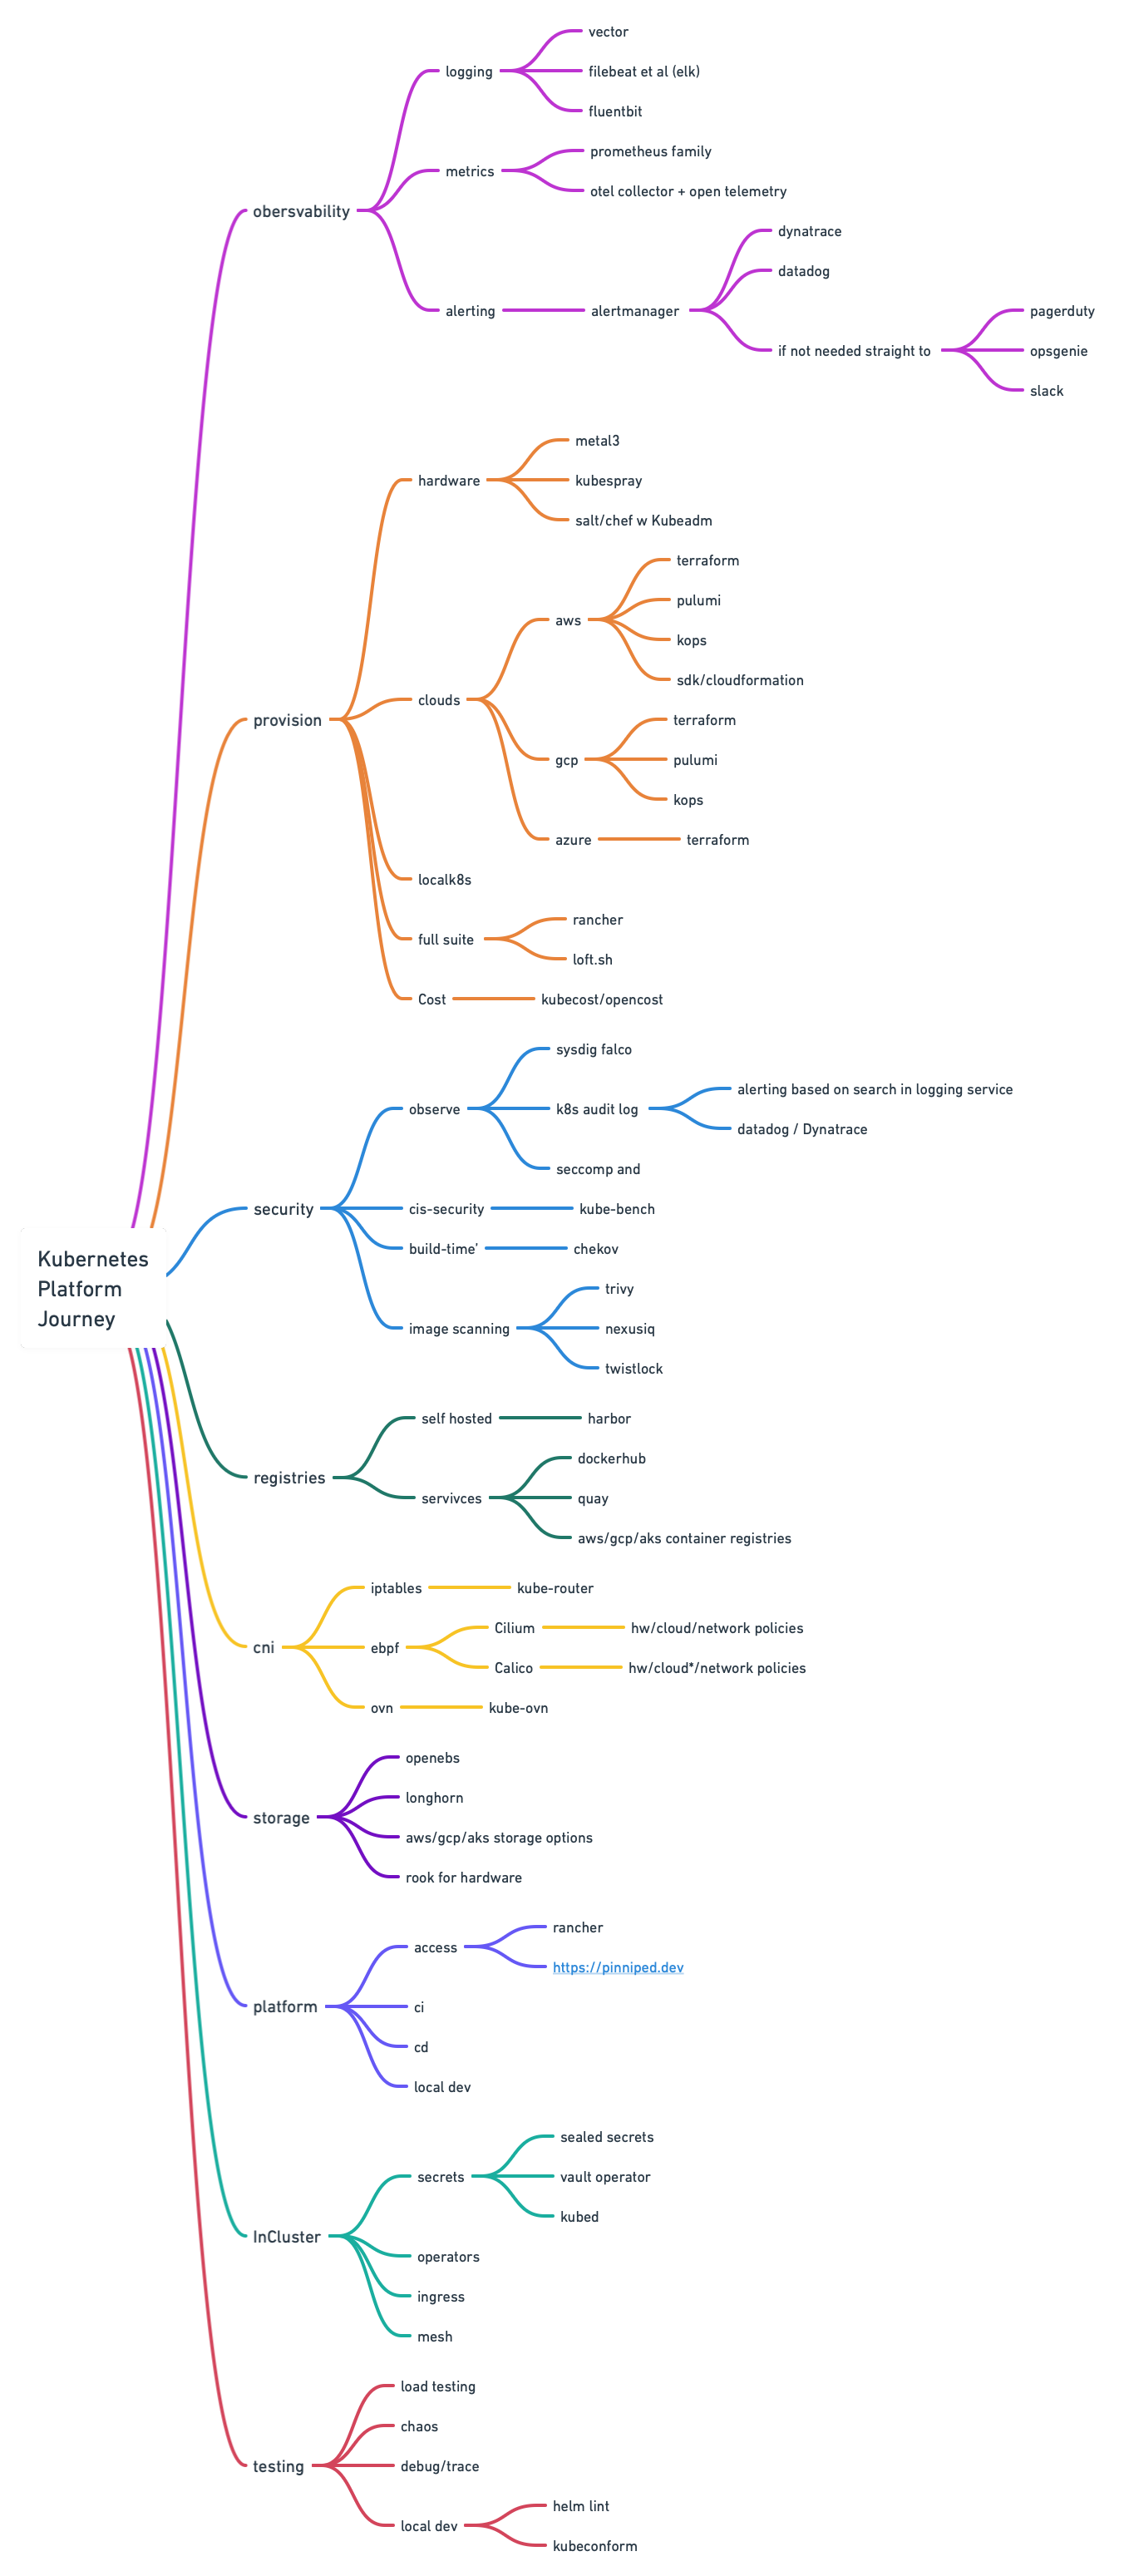 vector
logging
filebeat et al (elk)
fluentbit
prometheus family
metrics
otel collector + open telemetry
obersvability
dynatrace
datadog
alerting
alertmanager
pagerduty
if not needed straight to
opsgenie
slack
metal3
hardware
kubespray
salt/chef w Kubeadm
terraform
pulumi
aws
kops
sdk/cloudformation
clouds
provision
terraform
gcp
pulumi
kops
azure
terraform
localk8s
rancher
full suite
loft.sh
Cost
kubecost/opencost
sysdig falco
alerting based on search in logging service
observe
k8s audit log
datadog / Dynatrace
seccomp and
security
cis-security
kube-bench
build-time'
chekov
Kubernetes
Platform
Journey
trivy
image scanning
nexusiq
twistlock
self hosted
harbor
registries
dockerhub
servivces
quay
aws/gcp/aks container registries
iptables
kube-router
Cilium
hw/cloud/network policies
cni
ebpf
Calico
hw/cloud*/network policies
ovn
kube-ovn
openebs
longhorn
storage
aws/gcp/aks storage options
rook for hardware
rancher
access
https://pinniped.dev
platform
ci
cd
local dev
sealed secrets
secrets
vault operator
kubed
InCluster
operators
ingress
mesh
load testing
chaos
testing
debug/trace
helm lint
local dev
kubeconform